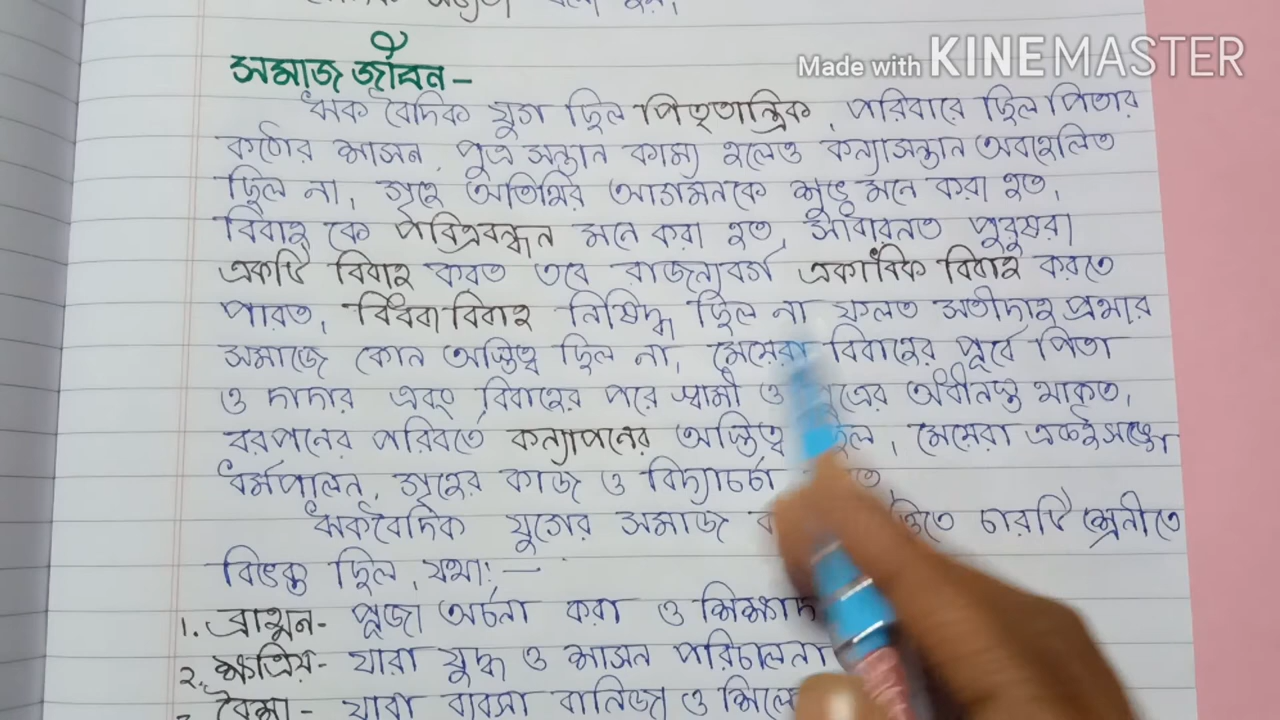 Made with KINEMASTER
সমাজ জীবন -
ঋক বৈদিক যুগ ছিল পিতৃতান্ত্রিক, পরিবারে ছিল পিতার
কঠোর শাসন, পুত্র সন্তান কাম্য হলেও কন্যাসন্তান অবহেলিত
ছিল না, গৃহে অতিথির আগমনকে শুভ মনে করা হত,
বিবাহ কে পবিত্রবন্ধন মনে করা হত, সাধারনত পুরুষরা
একটি বিবাহ করত তবে রাজন্যবর্গ একাধিক বিবাহ করতে
পারত, বিধবা বিবাহ নিষিদ্ধ ছিল না ফলত সতীদাহ প্রথার
সমাজে কোন অস্তিত্ব ছিল না, মেয়েরা বিবাহের পূর্বে পিতা
ও দাদার এবং বিবাহের পরে স্বামী ও পুত্রের অধীনস্ত থাকত,
বরপনের পরিবর্তে কন্যাপনের অস্তিত্ব ছিল, মেয়েরা একইসঙ্গে
ধর্মপালন, গৃহের কাজ ও বিদ্যাচর্চা
ঋকবৈদিক যুগের সমাজ চারটি শ্রেনীতে
বিভক্ত ছিল, যথা: —
১. ব্রাহ্মন - পূজা অর্চনা করা ও
২. ক্ষত্রিয় - যারা যুদ্ধ ও শাসন পরিচালনা
বৈশ্য - যারা ব্যবসা বানিজ্য ও